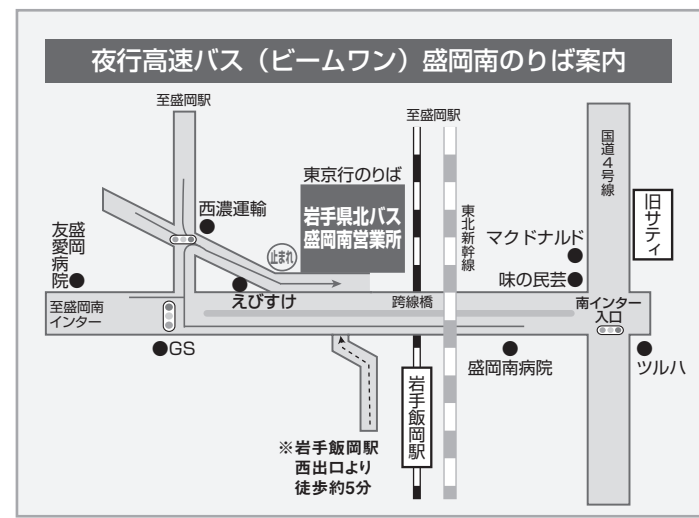 夜行高速バス（ビームワン）盛岡南のりば案内
至盛岡駅
至盛岡駅
国道4号線
東京行のりば
岩手県北バス
盛岡南営業所
西濃運輸
止まれ
東北新幹線
旧サティ
マクドナルド
味の民芸
盛岡
友愛病院
えびすけ
跨線橋
至盛岡南
インター
南インター
入口
GS
盛岡南病院
ツルハ
岩手飯岡駅
※岩手飯岡駅
西出口より
徒歩約5分